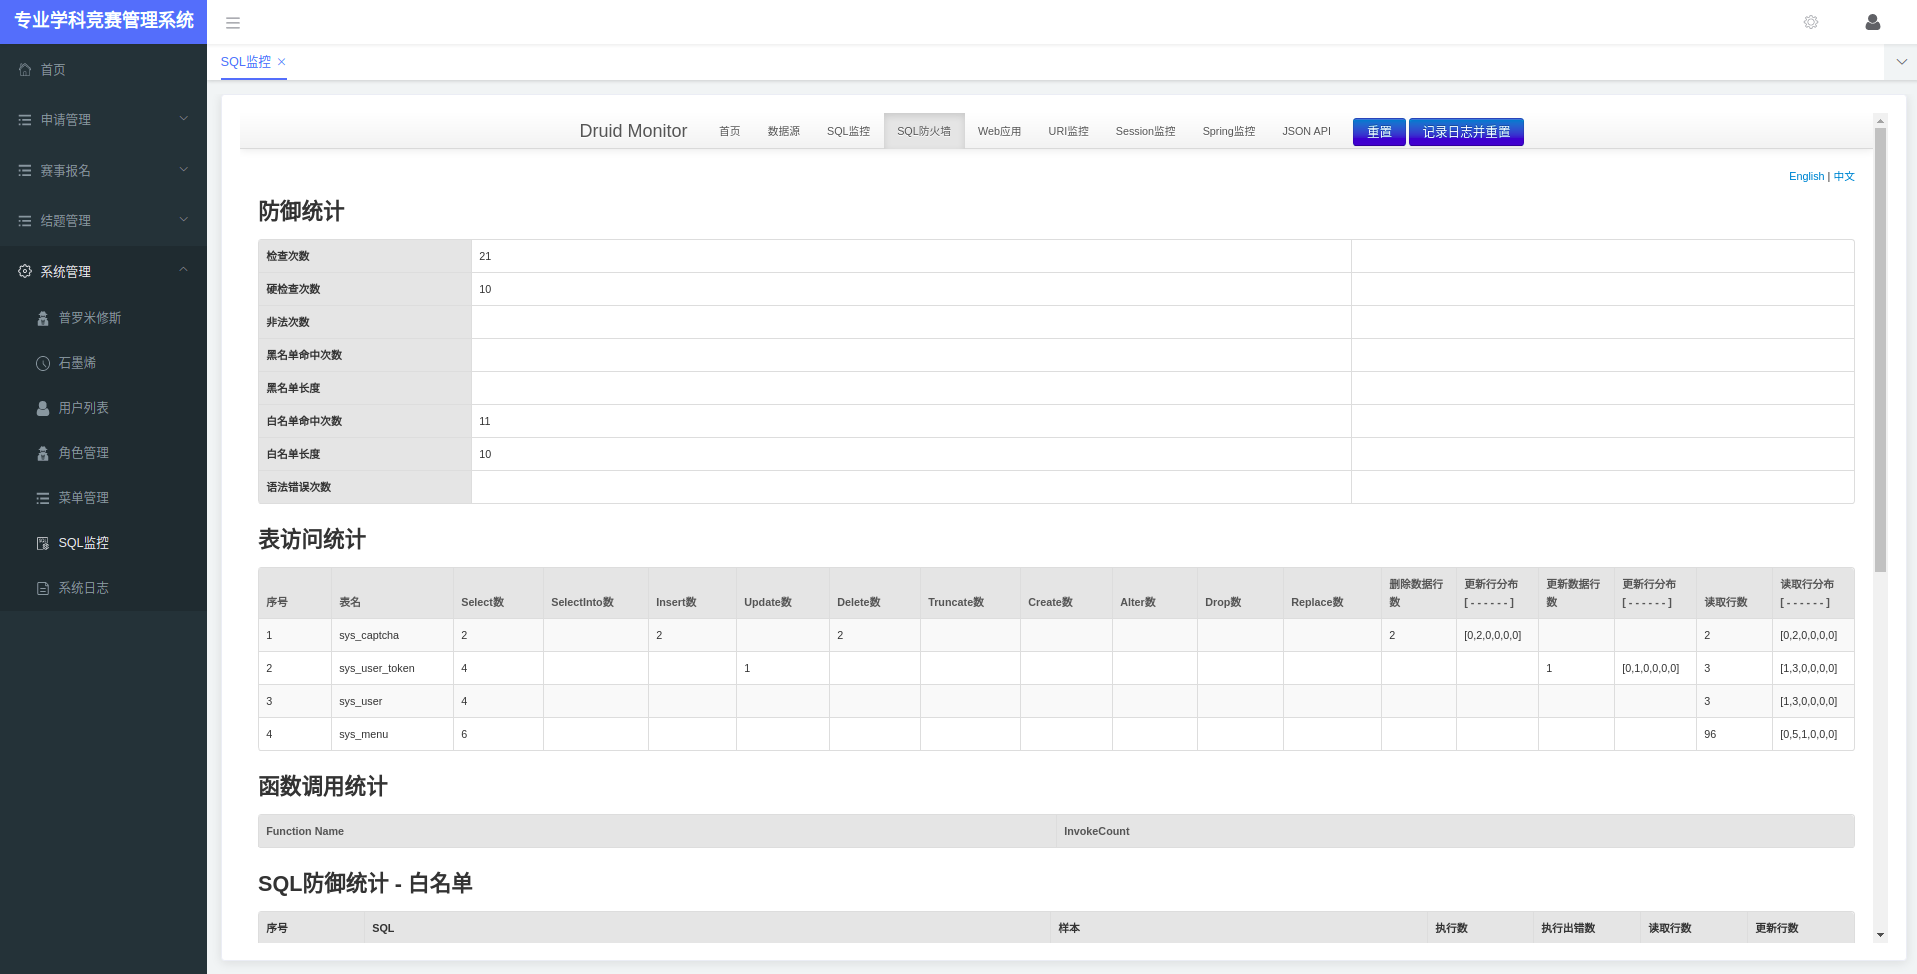 专业学科竞赛管理系统
首页
申请管理
赛事报名
结题管理
系统管理
普罗米修斯
石墨烯
用户列表
角色管理
菜单管理
SQL监控
系统日志
SQL监控 ×
Druid Monitor 首页 数据源 SQL监控 SQL防火墙 Web应用 URI监控 Session监控 Spring监控 JSON API 重置 记录日志并重置
English | 中文
防御统计
检查次数 21
硬检查次数 10
非法次数
黑名单命中次数
黑名单长度
白名单命中次数 11
白名单长度 10
语法错误次数
表访问统计
序号 表名 Select数 SelectInto数 Insert数 Update数 Delete数 Truncate数 Create数 Alter数 Drop数 Replace数 删除数据行数 更新行分布 [ - - - - - - ] 更新数据行数 更新行分布 [ - - - - - - ] 读取行数 读取行分布 [ - - - - - - ]
1 sys_captcha 2 2 2 2 [0,2,0,0,0,0] 2 [0,2,0,0,0,0]
2 sys_user_token 4 1 1 [0,1,0,0,0,0] 3 [1,3,0,0,0,0]
3 sys_user 4 3 [1,3,0,0,0,0]
4 sys_menu 6 96 [0,5,1,0,0,0]
函数调用统计
Function Name InvokeCount
SQL防御统计 - 白名单
序号 SQL 样本 执行数 执行出错数 读取行数 更新行数